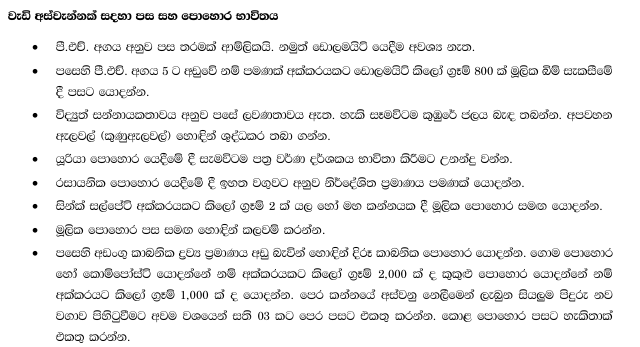 වැඩි අස්වැන්නක් සදහා පස සහ පොහොර භාවිතය
• පී.එච්. අගය අනුව පස තරමක් ආම්ලිකයි. නමුත් ඩොලමයිට් යෙදීම අවශ්‍ය නැත.
• පසෙහි පී.එච්. අගය 5 ට අඩුවේ නම් පමණක් අක්කරයකට ඩොලමයිට් කිලෝ ග්‍රෑම් 800 ක් මූලික බිම් සැකසීමේ
දී පසට යොදන්න.
• විද්‍යුත් සන්නායකතාවය අනුව පසේ ලවණතාවය ඇත. හැකි සෑමවිටම කුඹුරේ ජලය බැඳ තබන්න. අපවහන
ඇලවල් (කුණුඇලවල්) හොඳින් ශුද්ධකර තබා ගන්න.
• යූරියා පොහොර යෙදීමේ දී සැමවිටම පත්‍ර වර්ණ දර්ශකය භාවිතා කිරීමට උනන්දු වන්න.
• රසායනික පොහොර යෙදීමේ දී ඉහත වගුවට අනුව නිර්දේශිත ප්‍රමාණය පමණක් යොදන්න.
• සින්ක් සල්පේට් අක්කරයකට කිලෝ ග්‍රෑම් 2 ක් යල හෝ මහ කන්නයක දී මූලික පොහොර සමඟ යොදන්න.
• මූලික පොහොර පස සමඟ හොඳින් කලවම් කරන්න.
• පසෙහි අඩංගු කාබනික ද්‍රව්‍ය ප්‍රමාණය අඩු බැවින් හොඳින් දිරූ කාබනික පොහොර යොදන්න. ගොම පොහොර
හෝ කොම්පෝස්ට් යොදන්නේ නම් අක්කරයකට කිලෝ ග්‍රෑම් 2,000 ක් ද කුකුළු පොහොර යොදන්නේ නම්
අක්කරයට කිලෝ ග්‍රෑම් 1,000 ක් ද යොදන්න. පෙර කන්නයේ අස්වනු නෙලීමෙන් ලැබුන සියලුම පිදුරු නව
වගාව පිහිටුවීමට අවම වශයෙන් සති 03 කට පෙර පසට එකතු කරන්න. කොළ පොහොර පසට හැකිතාක්
එකතු කරන්න.